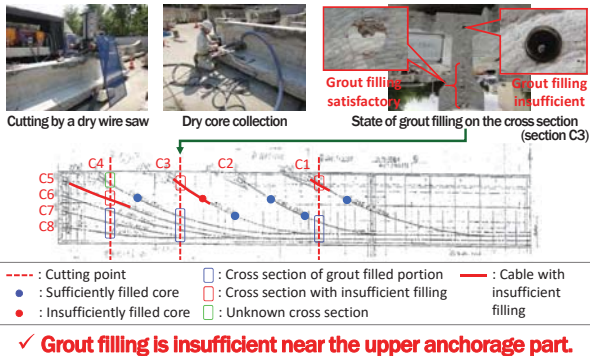 Grout filling
satisfactory
Grout filling
insufficient
Cutting by a dry wire saw
Dry core collection
State of grout filling on the cross section
(section C3)
C4
C3
C2
C1
C5
C6
C7
C8
: Cutting point
: Sufficiently filled core
: Insufficiently filled core
: Cross section of grout filled portion
: Cross section with insufficient filling
: Unknown cross section
: Cable with
insufficient
filling
✓ Grout filling is insufficient near the upper anchorage part.